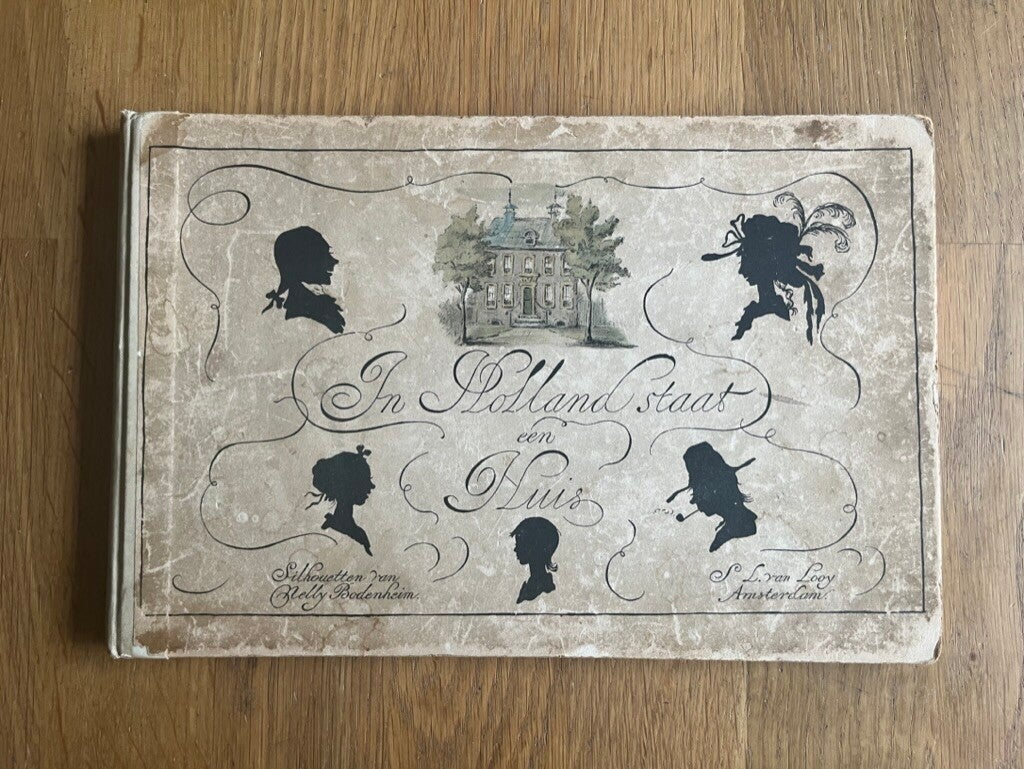 In Holland staat
een
Huis
Silhouetten van
Nelly Bodenheim.
S. L. van Looy
Amsterdam.